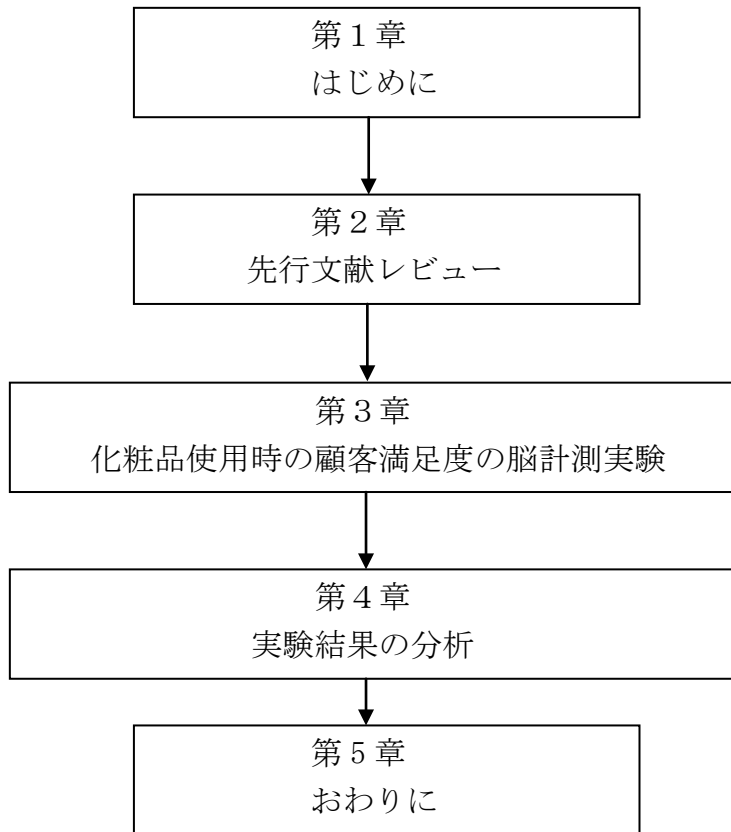 第１章
はじめに
第２章
先行文献レビュー
第３章
化粧品使用時の顧客満足度の脳計測実験
第４章
実験結果の分析
第５章
おわりに